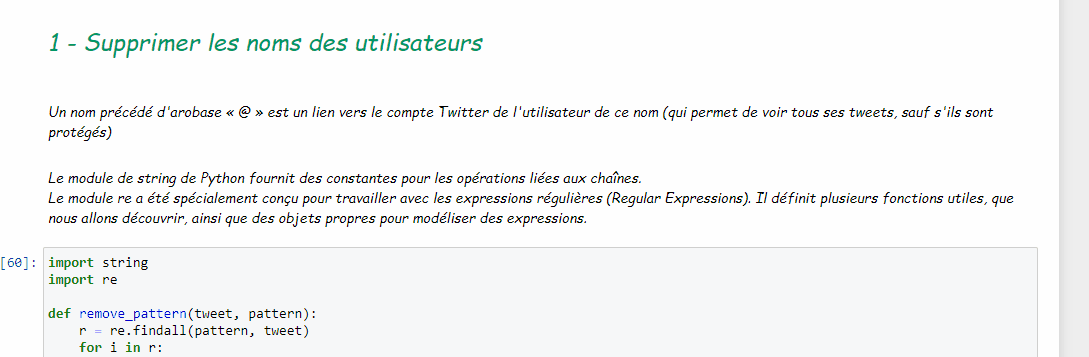 1 - Supprimer les noms des utilisateurs
Un nom précédé d'arobase « @ » est un lien vers le compte Twitter de l'utilisateur de ce nom (qui permet de voir tous ses tweets, sauf s'ils sont
protégés)
Le module de string de Python fournit des constantes pour les opérations liées aux chaînes.
Le module re a été spécialement conçu pour travailler avec les expressions régulières (Regular Expressions). Il définit plusieurs fonctions utiles, que
nous allons découvrir, ainsi que des objets propres pour modéliser des expressions.
[60]: import string
import re
def remove_pattern(tweet, pattern):
    r = re.findall(pattern, tweet)
    for i in r: